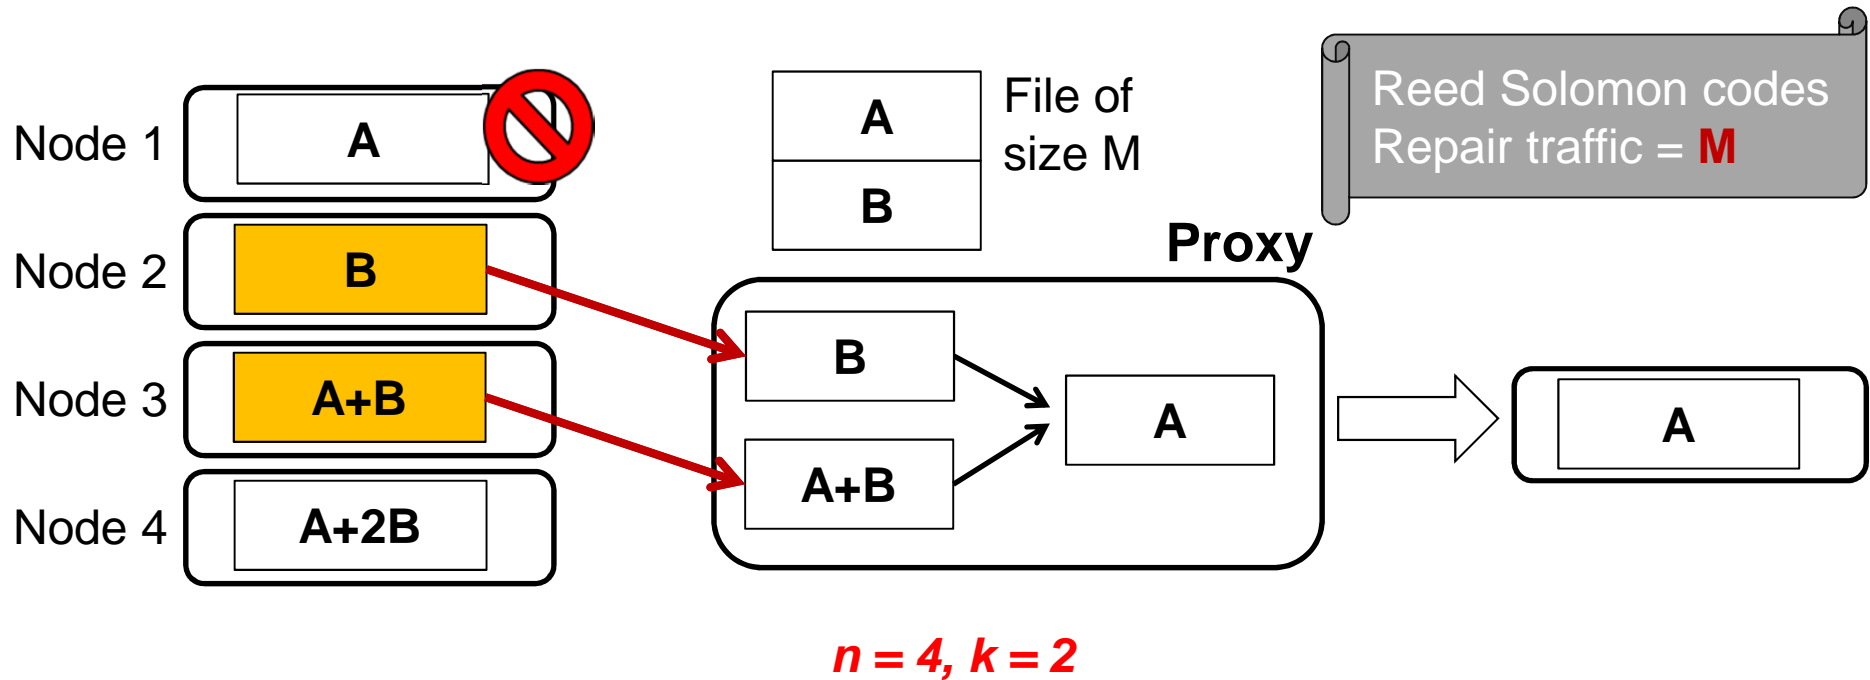 Node 1
A
Node 2
B
Node 3
A+B
Node 4
A+2B
A
B
File of
size M
Reed Solomon codes
Repair traffic = M
Proxy
B
A+B
A
A
n = 4, k = 2